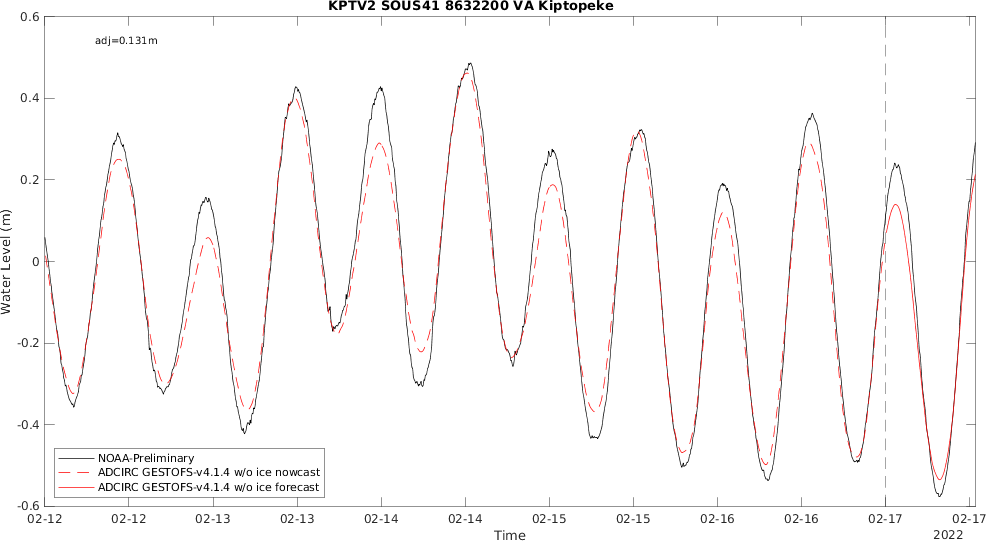 KPTV2 SOUS41 8632200 VA Kiptopeke
0.6
adj=0.131m
0.4
0.2
0
-0.2
-0.4
-0.6
Water Level (m)
NOAA-Preliminary
ADCIRC GESTOFS-v4.1.4 w/o ice nowcast
ADCIRC GESTOFS-v4.1.4 w/o ice forecast
02-12 02-12 02-13 02-13 02-14 02-14 02-15 02-15 02-16 02-16 02-17 02-17
Time
2022